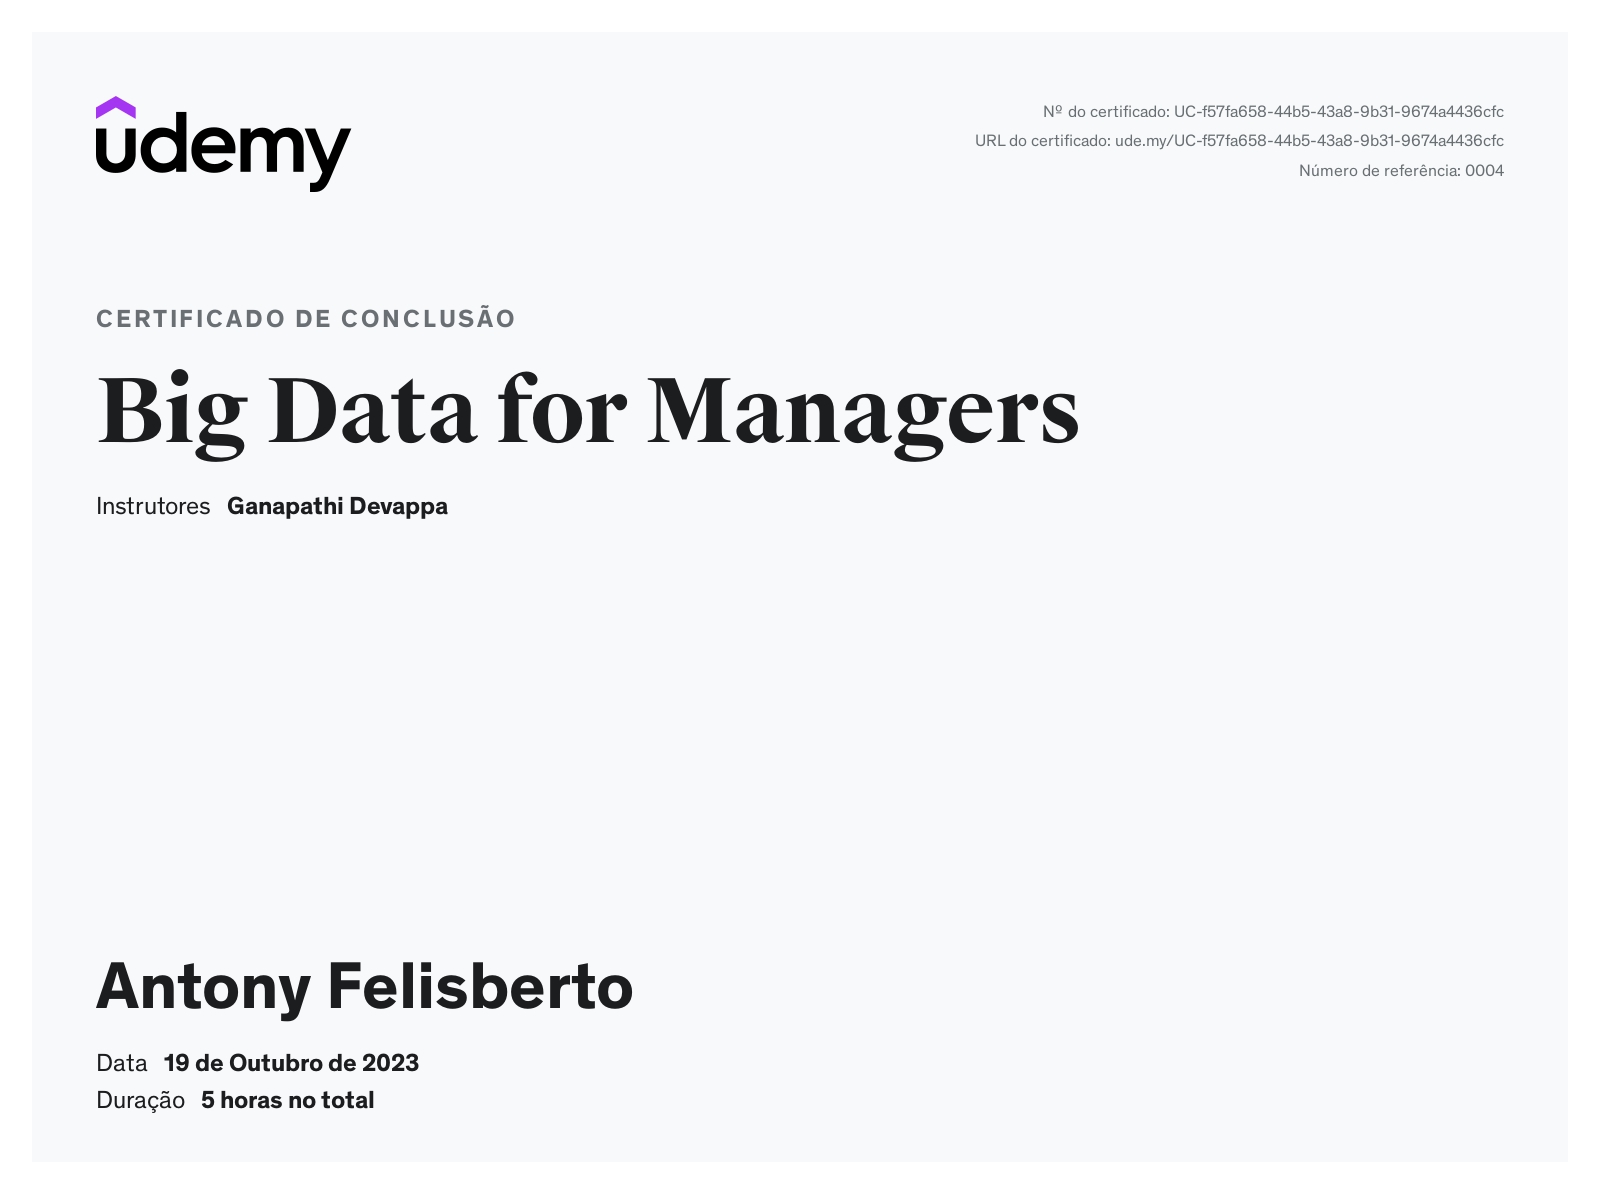 udemy
Nº do certificado: UC-f57fa658-44b5-43a8-9b31-9674a4436cfc
URL do certificado: ude.my/UC-f57fa658-44b5-43a8-9b31-9674a4436cfc
Número de referência: 0004
CERTIFICADO DE CONCLUSÃO
Big Data for Managers
Instrutores Ganapathi Devappa
Antony Felisberto
Data 19 de Outubro de 2023
Duração 5 horas no total